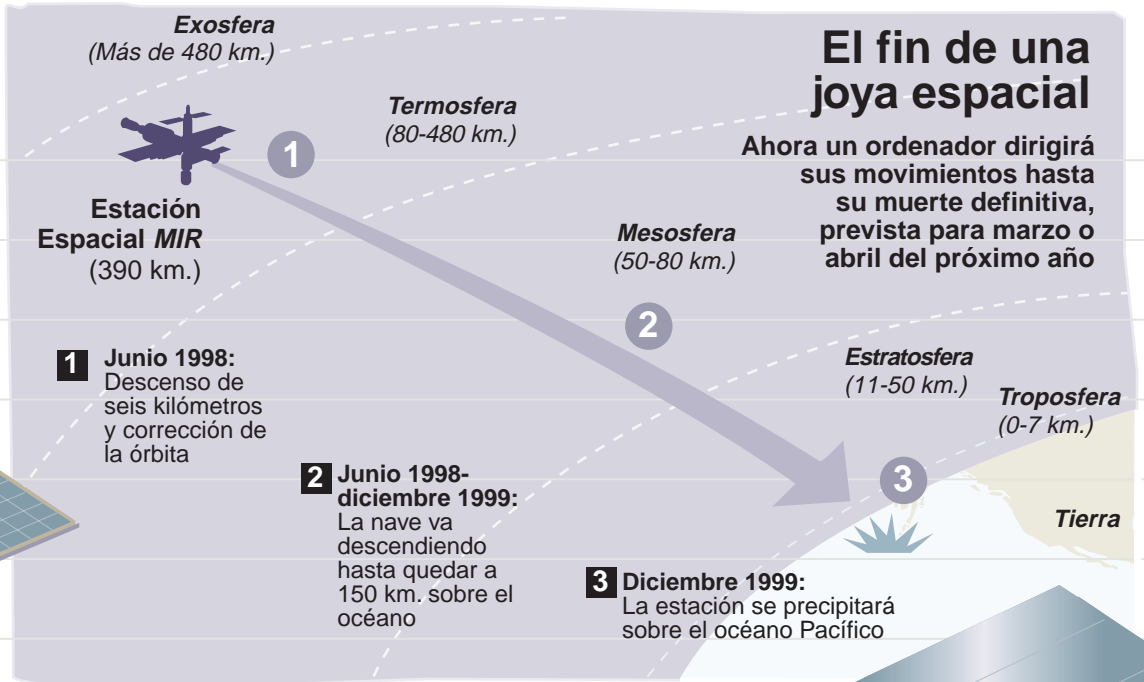 El fin de una
joya espacial
Ahora un ordenador dirigirá
sus movimientos hasta
su muerte definitiva,
prevista para marzo o
abril del próximo año
Exosfera
(Más de 480 km.)
Termosfera
(80-480 km.)
1
Estación
Espacial MIR
(390 km.)
Mesosfera
(50-80 km.)
2
Estratosfera
(11-50 km.)
Troposfera
(0-7 km.)
3
Tierra
1 Junio 1998:
Descenso de
seis kilómetros
y corrección de
la órbita
2 Junio 1998-
diciembre 1999:
La nave va
descendiendo
hasta quedar a
150 km. sobre el
océano
3 Diciembre 1999:
La estación se precipitará
sobre el océano Pacífico